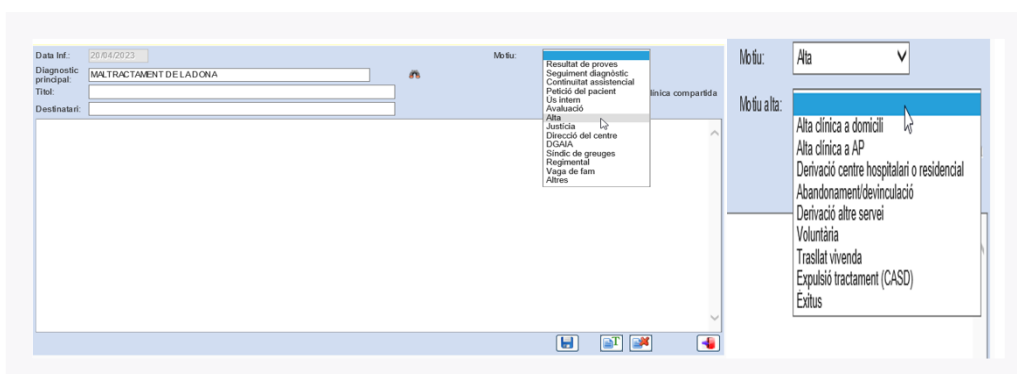 Data Inf.: 20/04/2023 Motiu:
Diagnostic principal: MALTRACTAMENT DE LA DONA
Titol:
Destinatari:
Resultat de proves
Seguiment diagnòstic
Continuïtat assistencial
Petició del pacient
Ús intern
Avaluació
Alta
Justícia
Direcció del centre
DGAIA
Síndic de greuges
Regimental
Vaga de fam
Altres
línica compartida
T
Motiu: Alta
Motiu alta:
Alta clínica a domicili
Alta clínica a AP
Derivació centre hospitalari o residencial
Abandonament/devinculació
Derivació altre servei
Voluntària
Trasllat vivenda
Expulsió tractament (CASD)
Èxitus